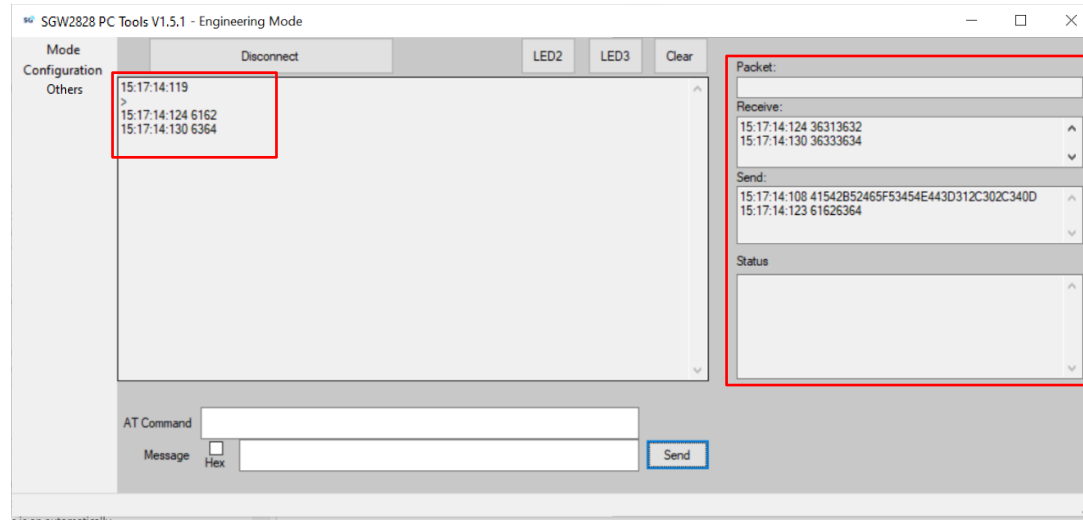 SGW2828 PC Tools V1.5.1 - Engineering Mode
Mode
Configuration
Others
Disconnect
LED2
LED3
Clear
15:17:14:119
>
15:17:14:124 6162
15:17:14:130 6364
Packet:
Receive:
15:17:14:124 36313632
15:17:14:130 36333634
Send:
15:17:14:108 41542B52465F53454E443D312C302C340D
15:17:14:123 61626364
Status
AT Command
Message
Hex
Send